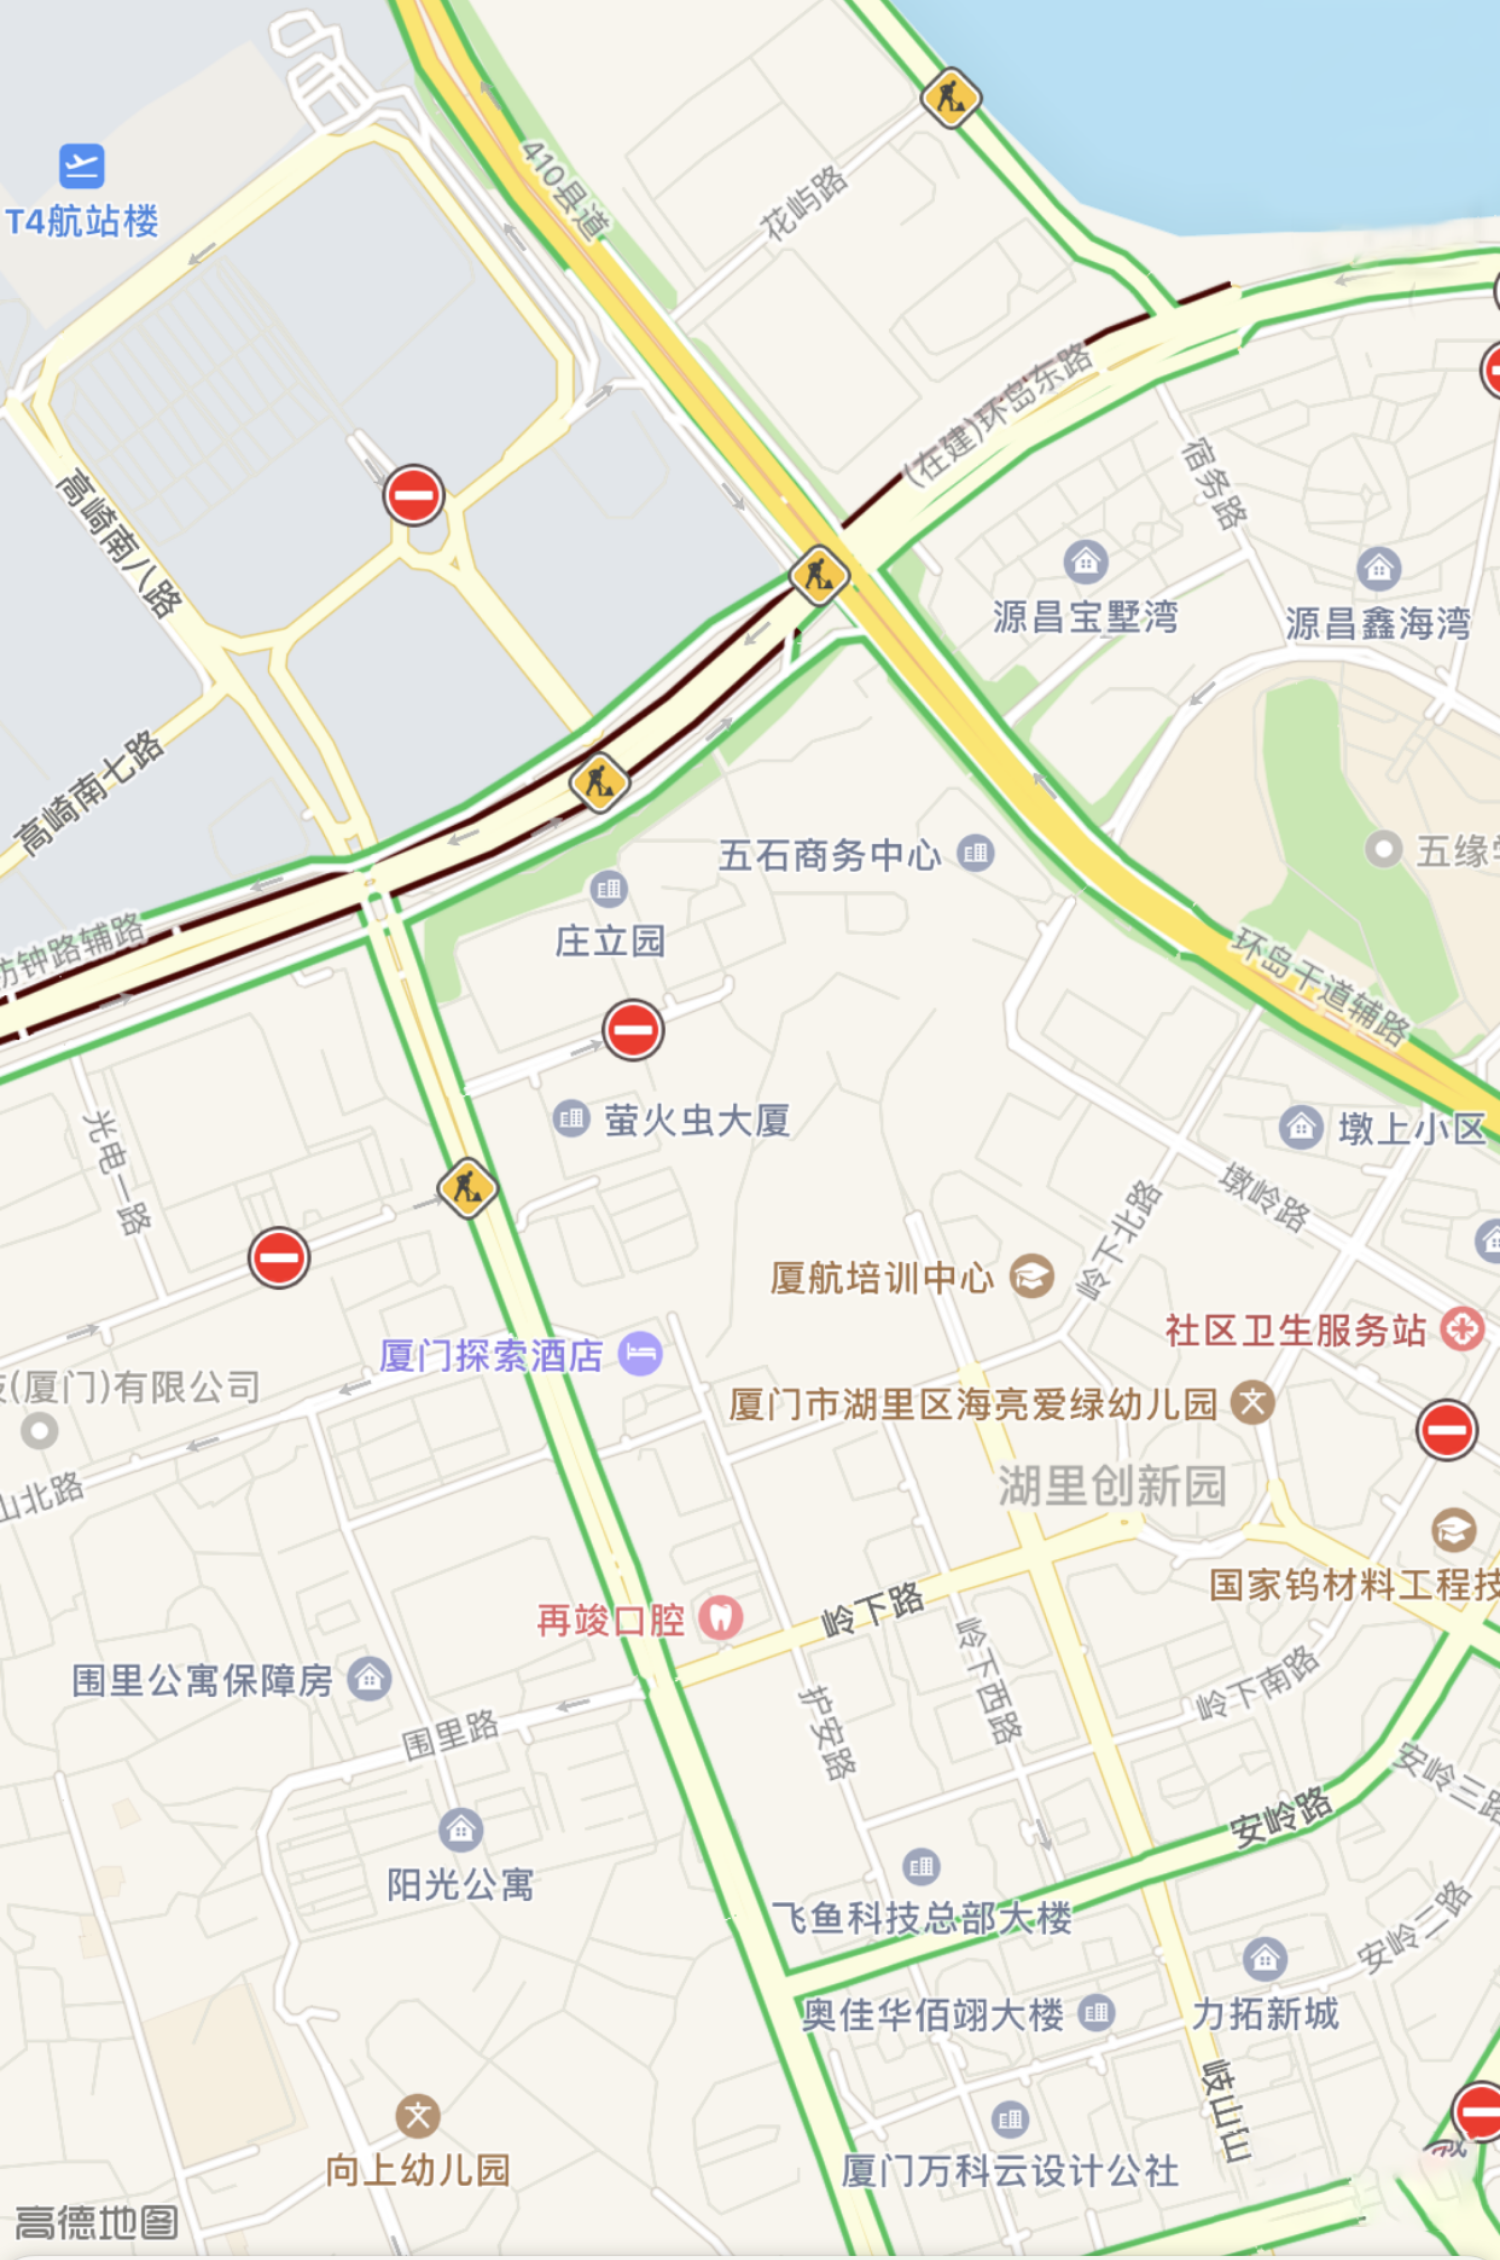 410县道
花屿路
T4航站楼
(在建)环岛东路
宿务路
高崎南八路
源昌宝墅湾
源昌鑫海湾
高崎南七路
五石商务中心
五缘学
庄立园
枋钟路辅路
环岛干道辅路
萤火虫大厦
墩上小区
光电一路
墩岭路
岭下北路
厦航培训中心
社区卫生服务站
厦门探索酒店
技(厦门)有限公司
厦门市湖里区海亮爱绿幼儿园
湖里创新园
山北路
国家钨材料工程技
岭下路
再竣口腔
岭下西路
围里公寓保障房
岭下南路
护安路
围里路
安岭三路
安岭路
阳光公寓
飞鱼科技总部大楼
安岭二路
奥佳华佰翊大楼
力拓新城
岐山山
向上幼儿园
厦门万科云设计公社
高德地图